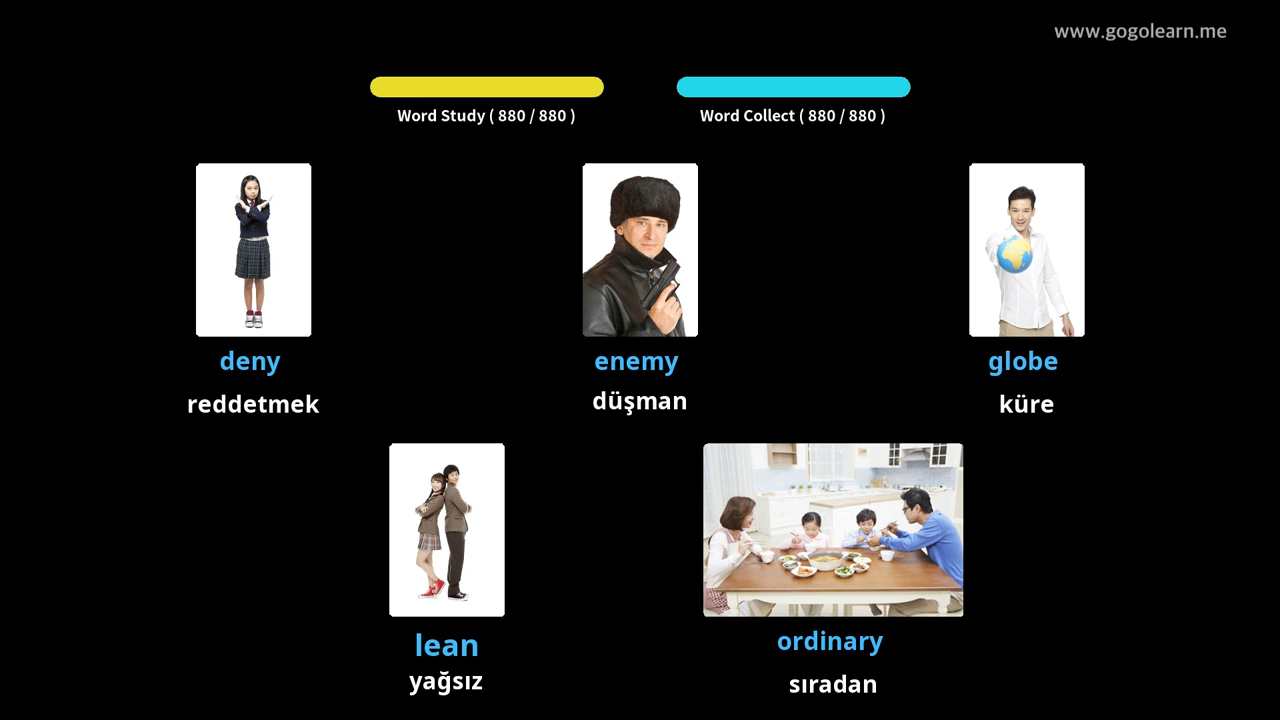 www.gogolearn.me
Word Study ( 880 / 880 )
Word Collect ( 880 / 880 )
deny
enemy
globe
reddetmek
düşman
küre
lean
ordinary
yağsız
sıradan